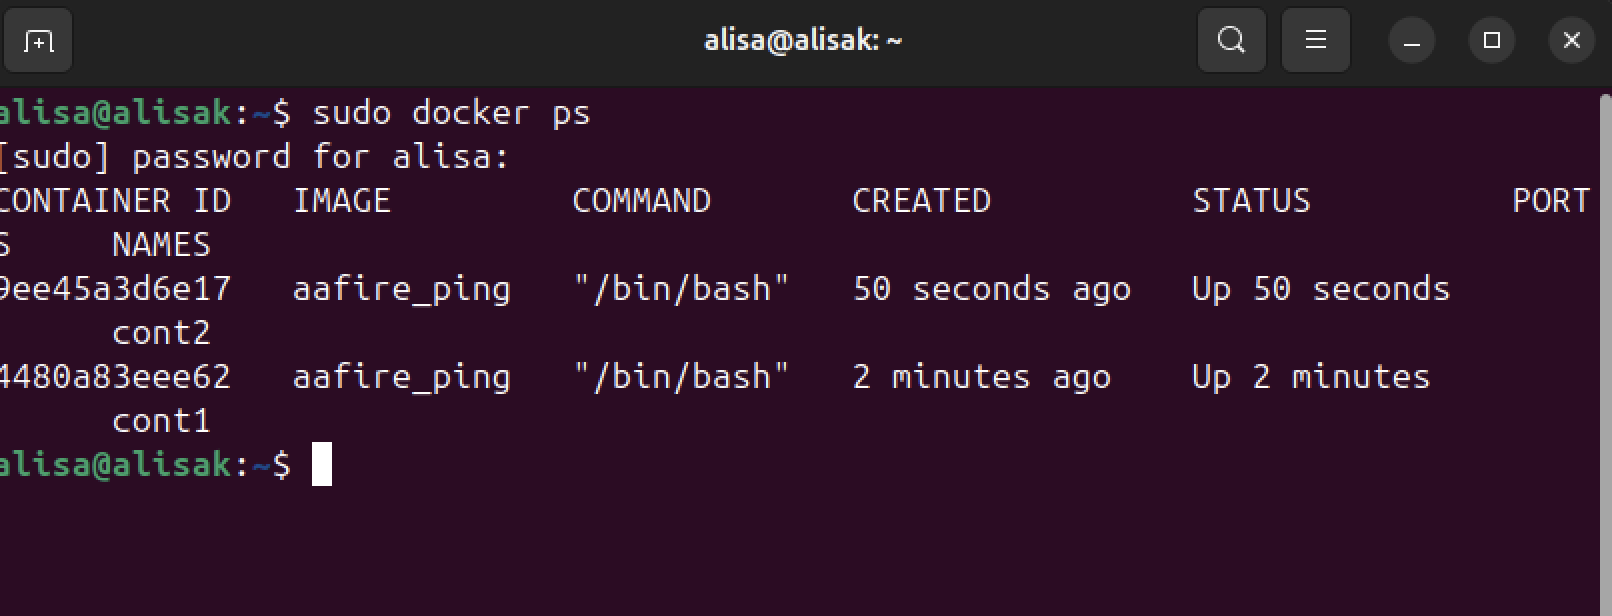 alisa@alisak: ~
alisa@alisak:~$ sudo docker ps
[sudo] password for alisa:
CONTAINER ID   IMAGE         COMMAND       CREATED          STATUS          PORT
S     NAMES
9ee45a3d6e17   aafire_ping   "/bin/bash"   50 seconds ago   Up 50 seconds
      cont2
4480a83eee62   aafire_ping   "/bin/bash"   2 minutes ago    Up 2 minutes
      cont1
alisa@alisak:~$